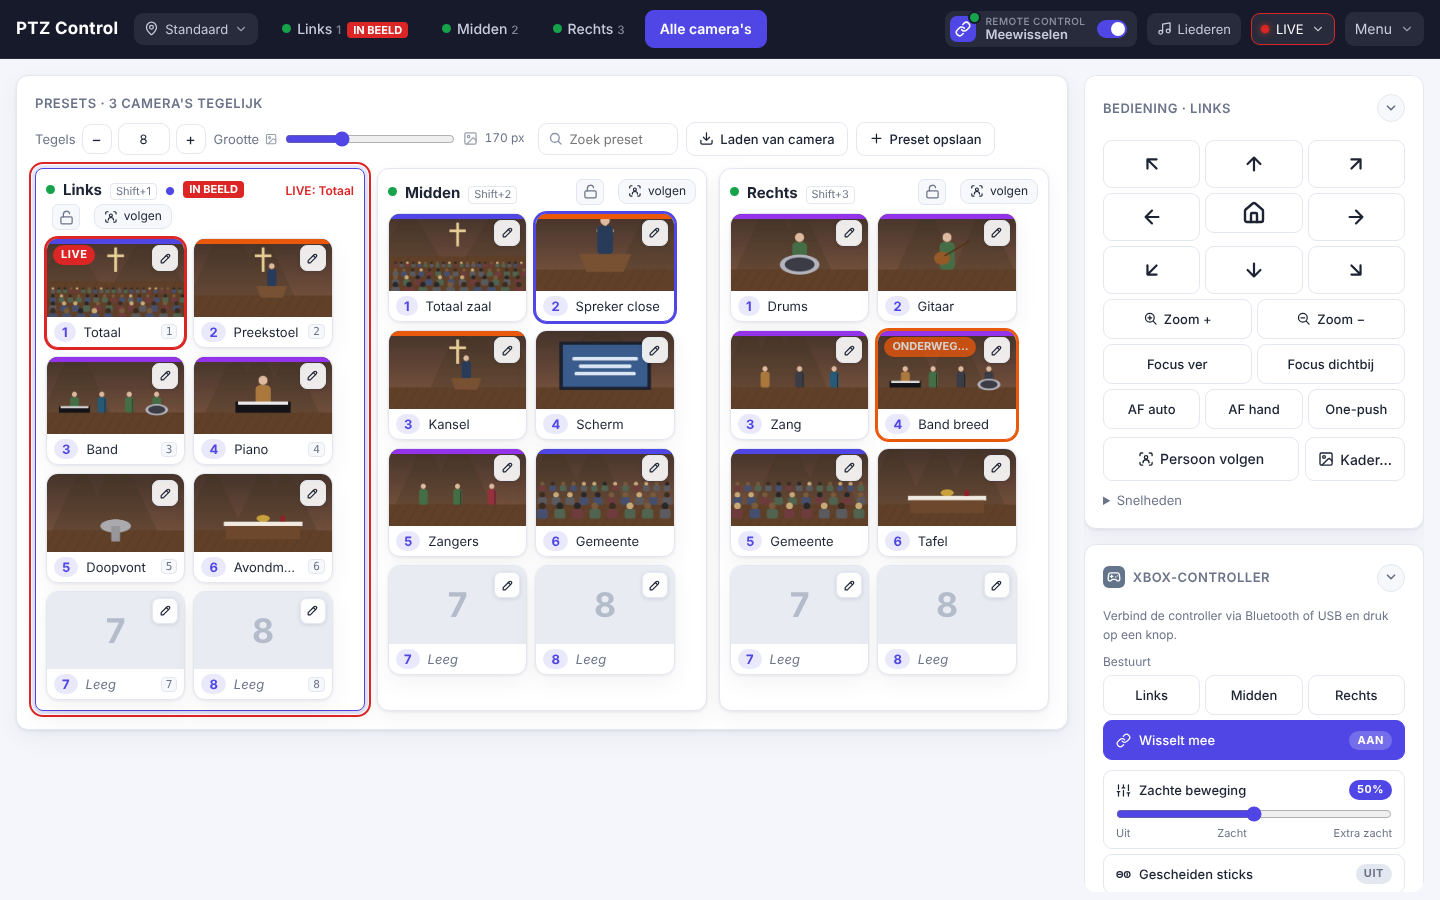 PTZ Control
Standaard
Links 1 IN BEELD
Midden 2
Rechts 3
Alle camera's
REMOTE CONTROL
Meewisselen
Liederen
LIVE
Menu
PRESETS · 3 CAMERA'S TEGELIJK
Tegels
−
8
+
Grootte
170 px
Zoek preset
Laden van camera
+ Preset opslaan
Links Shift+1 IN BEELD LIVE: Totaal
volgen
LIVE
1 Totaal 1
2 Preekstoel 2
3 Band 3
4 Piano 4
5 Doopvont 5
6 Avondm... 6
7
7 Leeg 7
8
8 Leeg 8
Midden Shift+2 volgen
1 Totaal zaal
2 Spreker close
3 Kansel
4 Scherm
5 Zangers
6 Gemeente
7
7 Leeg
8
8 Leeg
Rechts Shift+3 volgen
1 Drums
2 Gitaar
3 Zang
ONDERWEG...
4 Band breed
5 Gemeente
6 Tafel
7
7 Leeg
8
8 Leeg
BEDIENING · LINKS
Zoom +
Zoom −
Focus ver
Focus dichtbij
AF auto
AF hand
One-push
Persoon volgen
Kader...
Snelheden
XBOX-CONTROLLER
Verbind de controller via Bluetooth of USB en druk
op een knop.
Bestuurt
Links
Midden
Rechts
Wisselt mee AAN
Zachte beweging 50%
Uit Zacht Extra zacht
Gescheiden sticks UIT